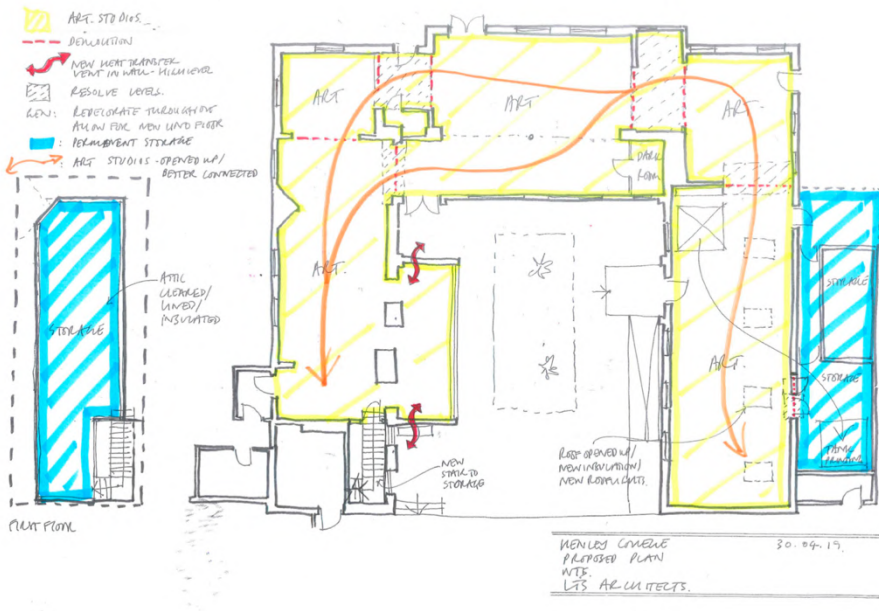 ART STUDIOS
DEMOLITION
NEW HEAT TRANSFER
VENT IN WALL - HIGH LEVEL
RESOLVE LEVELS.
GEN: REDECORATE THROUGHOUT
ALLOW FOR NEW LINO FLOOR
: PERMANENT STORAGE
: ART STUDIOS - OPENED UP/
BETTER CONNECTED
STORAGE
ATTIC
CLEARED/
LINED/
INSULATED
FIRST FLOOR
ART
ART
ART
DARK
ROOM
ART.
ART.
STORAGE
STORAGE
NEW
STAIR TO
STORAGE
ROOF OPENED UP/
NEW INSULATION/
NEW ROOFLIGHTS.
HENLEY COLLEGE
PROPOSED PLAN
NTS.
LTS ARCHITECTS.
30.04.19.